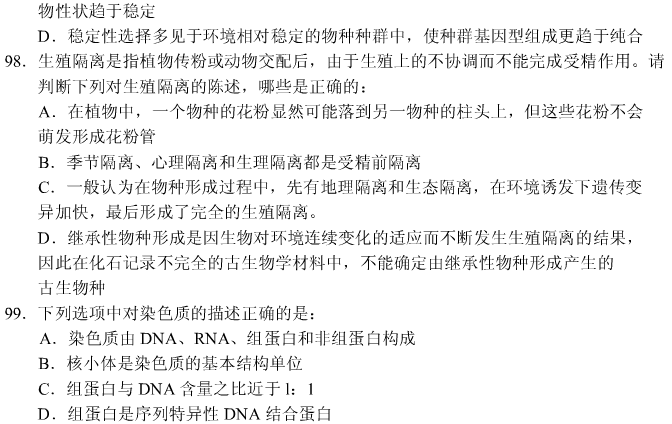 物性状趋于稳定
D．稳定性选择多见于环境相对稳定的物种种群中，使种群基因型组成更趋于纯合
98．生殖隔离是指植物传粉或动物交配后，由于生殖上的不协调而不能完成受精作用。请
判断下列对生殖隔离的陈述，哪些是正确的：
A．在植物中，一个物种的花粉显然可能落到另一物种的柱头上，但这些花粉不会
萌发形成花粉管
B．季节隔离、心理隔离和生理隔离都是受精前隔离
C．一般认为在物种形成过程中，先有地理隔离和生态隔离，在环境诱发下遗传变
异加快，最后形成了完全的生殖隔离。
D．继承性物种形成是因生物对环境连续变化的适应而不断发生生殖隔离的结果，
因此在化石记录不完全的古生物学材料中，不能确定由继承性物种形成产生的
古生物种
99．下列选项中对染色质的描述正确的是：
A．染色质由 DNA、RNA、组蛋白和非组蛋白构成
B．核小体是染色质的基本结构单位
C．组蛋白与 DNA 含量之比近于 l：1
D．组蛋白是序列特异性 DNA 结合蛋白